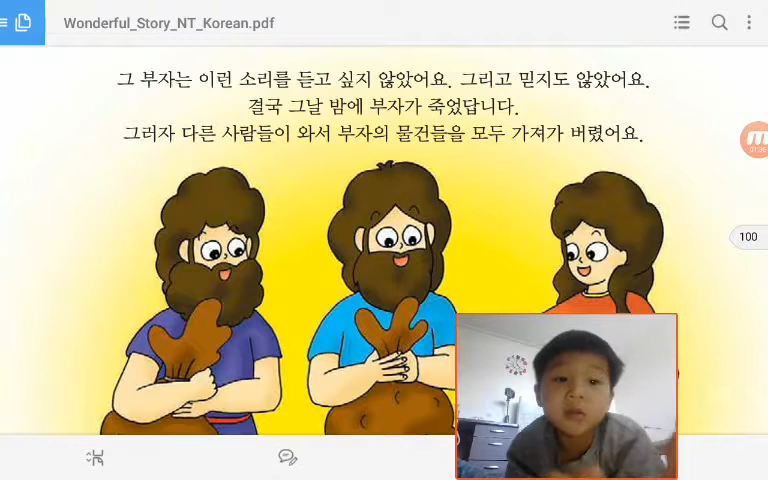 Wonderful_Story_NT_Korean.pdf
그 부자는 이런 소리를 듣고 싶지 않았어요. 그리고 믿지도 않았어요.
결국 그날 밤에 부자가 죽었답니다.
그러자 다른 사람들이 와서 부자의 물건들을 모두 가져가 버렸어요.
01:36
100